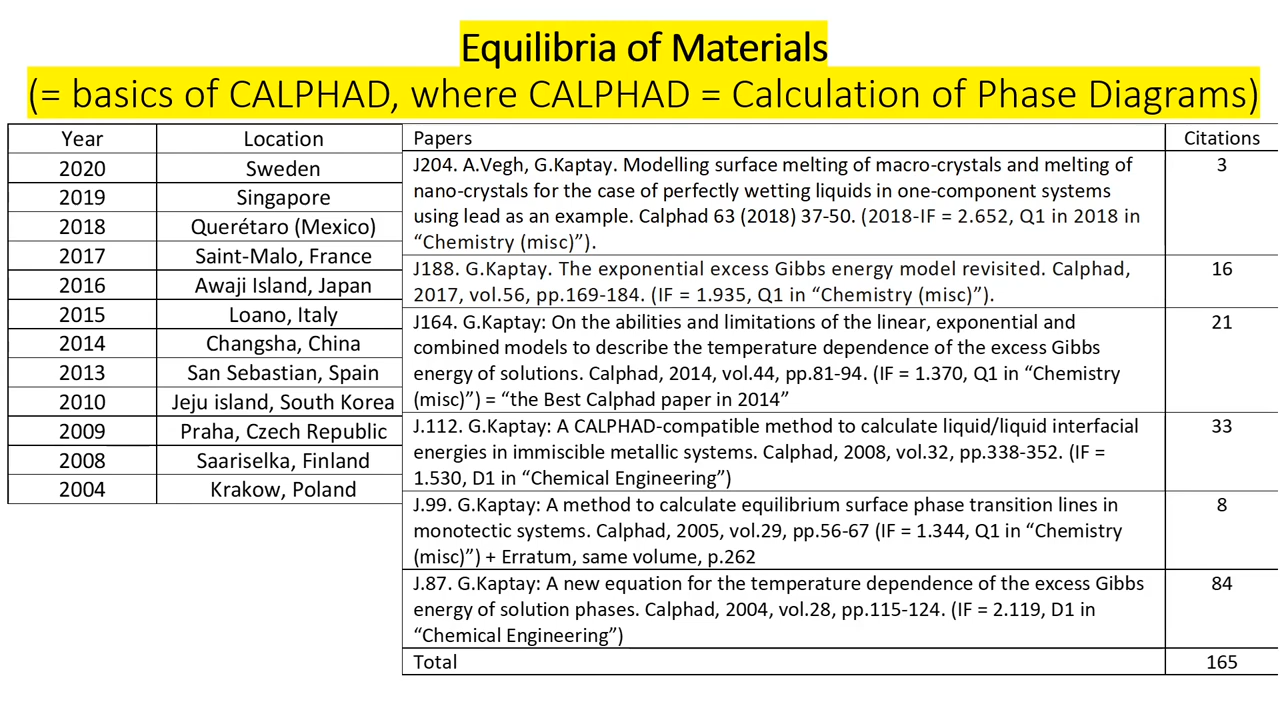 Equilibria of Materials
(= basics of CALPHAD, where CALPHAD = Calculation of Phase Diagrams)
Year Location
2020 Sweden
2019 Singapore
2018 Querétaro (Mexico)
2017 Saint-Malo, France
2016 Awaji Island, Japan
2015 Loano, Italy
2014 Changsha, China
2013 San Sebastian, Spain
2010 Jeju island, South Korea
2009 Praha, Czech Republic
2008 Saariselka, Finland
2004 Krakow, Poland
Papers Citations
J204. A.Vegh, G.Kaptay. Modelling surface melting of macro-crystals and melting of 3
nano-crystals for the case of perfectly wetting liquids in one-component systems
using lead as an example. Calphad 63 (2018) 37-50. (2018-IF = 2.652, Q1 in 2018 in
“Chemistry (misc)”).
J188. G.Kaptay. The exponential excess Gibbs energy model revisited. Calphad, 16
2017, vol.56, pp.169-184. (IF = 1.935, Q1 in “Chemistry (misc)”).
J164. G.Kaptay: On the abilities and limitations of the linear, exponential and 21
combined models to describe the temperature dependence of the excess Gibbs
energy of solutions. Calphad, 2014, vol.44, pp.81-94. (IF = 1.370, Q1 in “Chemistry
(misc)”) = “the Best Calphad paper in 2014”
J.112. G.Kaptay: A CALPHAD-compatible method to calculate liquid/liquid interfacial 33
energies in immiscible metallic systems. Calphad, 2008, vol.32, pp.338-352. (IF =
1.530, D1 in “Chemical Engineering”)
J.99. G.Kaptay: A method to calculate equilibrium surface phase transition lines in 8
monotectic systems. Calphad, 2005, vol.29, pp.56-67 (IF = 1.344, Q1 in “Chemistry
(misc)”) + Erratum, same volume, p.262
J.87. G.Kaptay: A new equation for the temperature dependence of the excess Gibbs 84
energy of solution phases. Calphad, 2004, vol.28, pp.115-124. (IF = 2.119, D1 in
“Chemical Engineering”)
Total 165